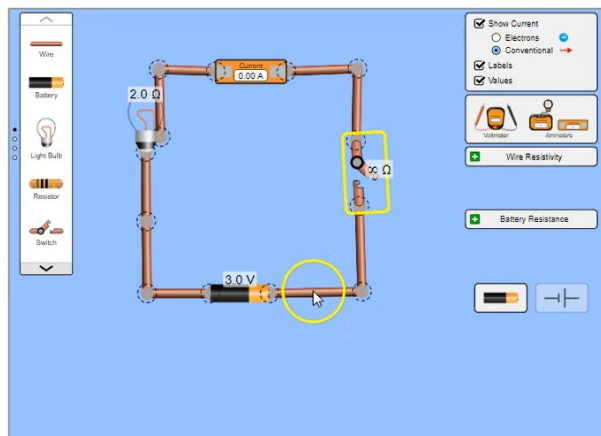 Wire
Battery
Light Bulb
Resistor
Switch
Current
0.00 A
2.0 Ω
∞ Ω
3.0 V
Show Current
Electrons
Conventional
Labels
Values
Voltmeter
Ammeters
Wire Resistivity
Battery Resistance